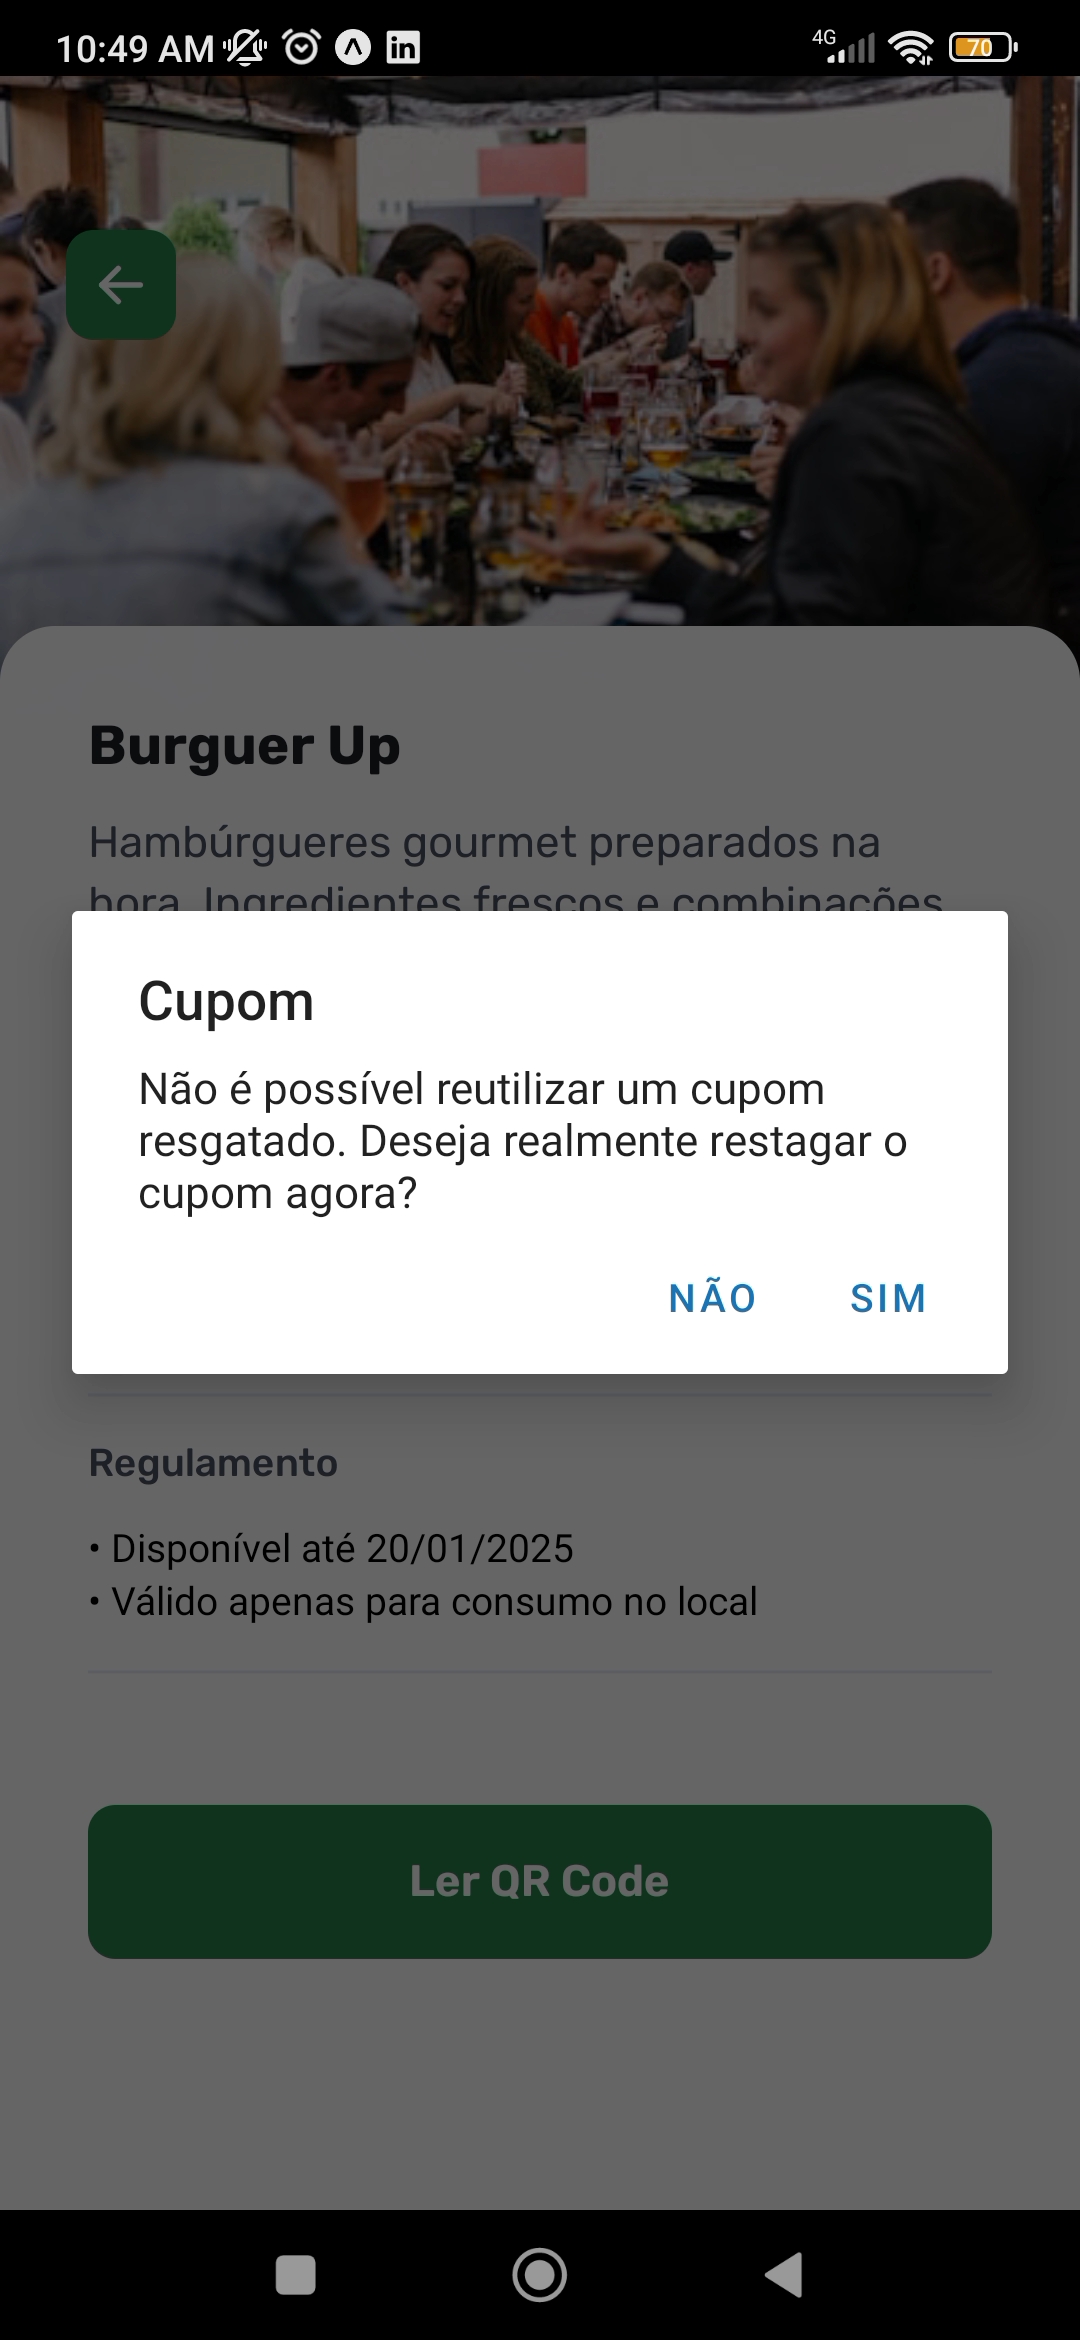 10:49 AM
4G
70
Burguer Up
Hambúrgueres gourmet preparados na
hora. Ingredientes frescos e combinações
Cupom
Não é possível reutilizar um cupom
resgatado. Deseja realmente restagar o
cupom agora?
NÃO SIM
Regulamento
• Disponível até 20/01/2025
• Válido apenas para consumo no local
Ler QR Code